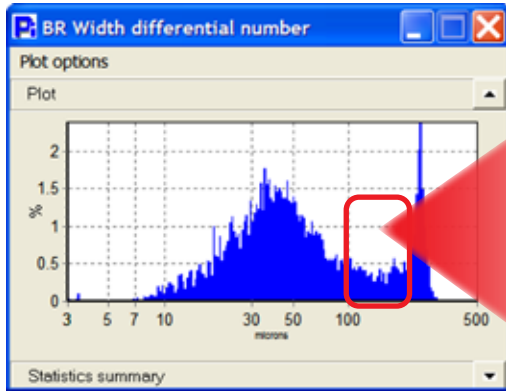 BR Width differential number
Plot options
Plot
2
1.5
1
0.5
0
%
3 5 7 10 30 50 100 500
microns
Statistics summary